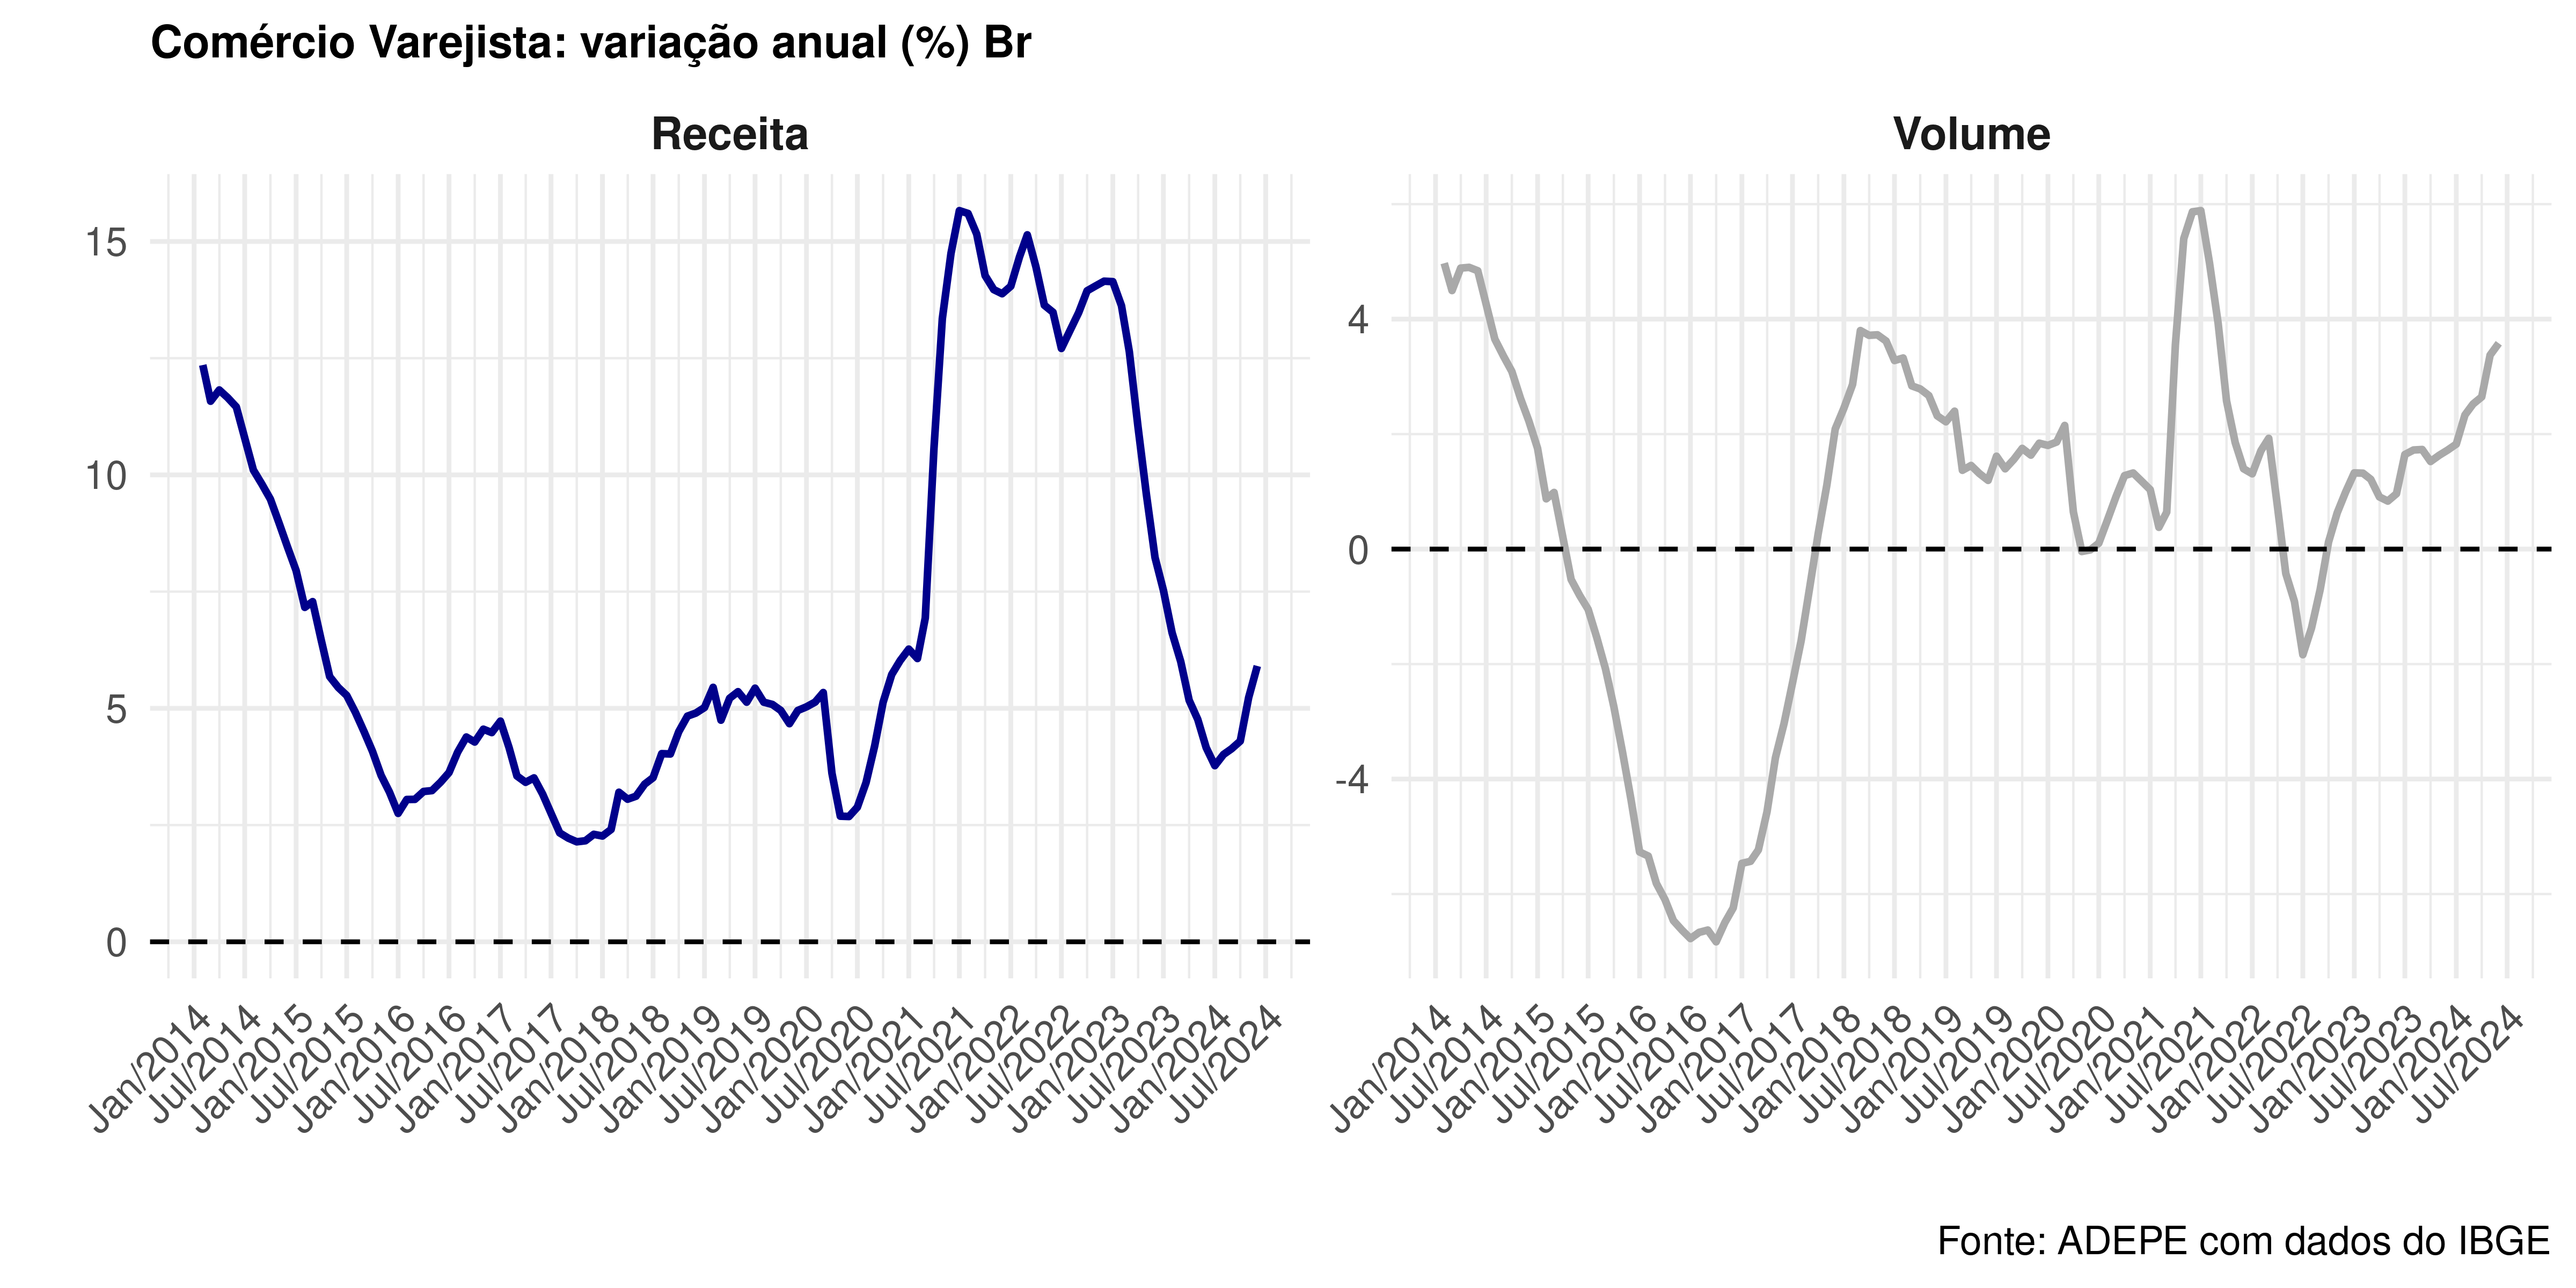 Comércio Varejista: variação anual (%) Br
Receita
15
10
5
0
Jan/2014
Jul/2014
Jan/2015
Jul/2015
Jan/2016
Jul/2016
Jan/2017
Jul/2017
Jan/2018
Jul/2018
Jan/2019
Jul/2019
Jan/2020
Jul/2020
Jan/2021
Jul/2021
Jan/2022
Jul/2022
Jan/2023
Jul/2023
Jan/2024
Jul/2024
Volume
4
0
-4
Jan/2014
Jul/2014
Jan/2015
Jul/2015
Jan/2016
Jul/2016
Jan/2017
Jul/2017
Jan/2018
Jul/2018
Jan/2019
Jul/2019
Jan/2020
Jul/2020
Jan/2021
Jul/2021
Jan/2022
Jul/2022
Jan/2023
Jul/2023
Jan/2024
Jul/2024
Fonte: ADEPE com dados do IBGE